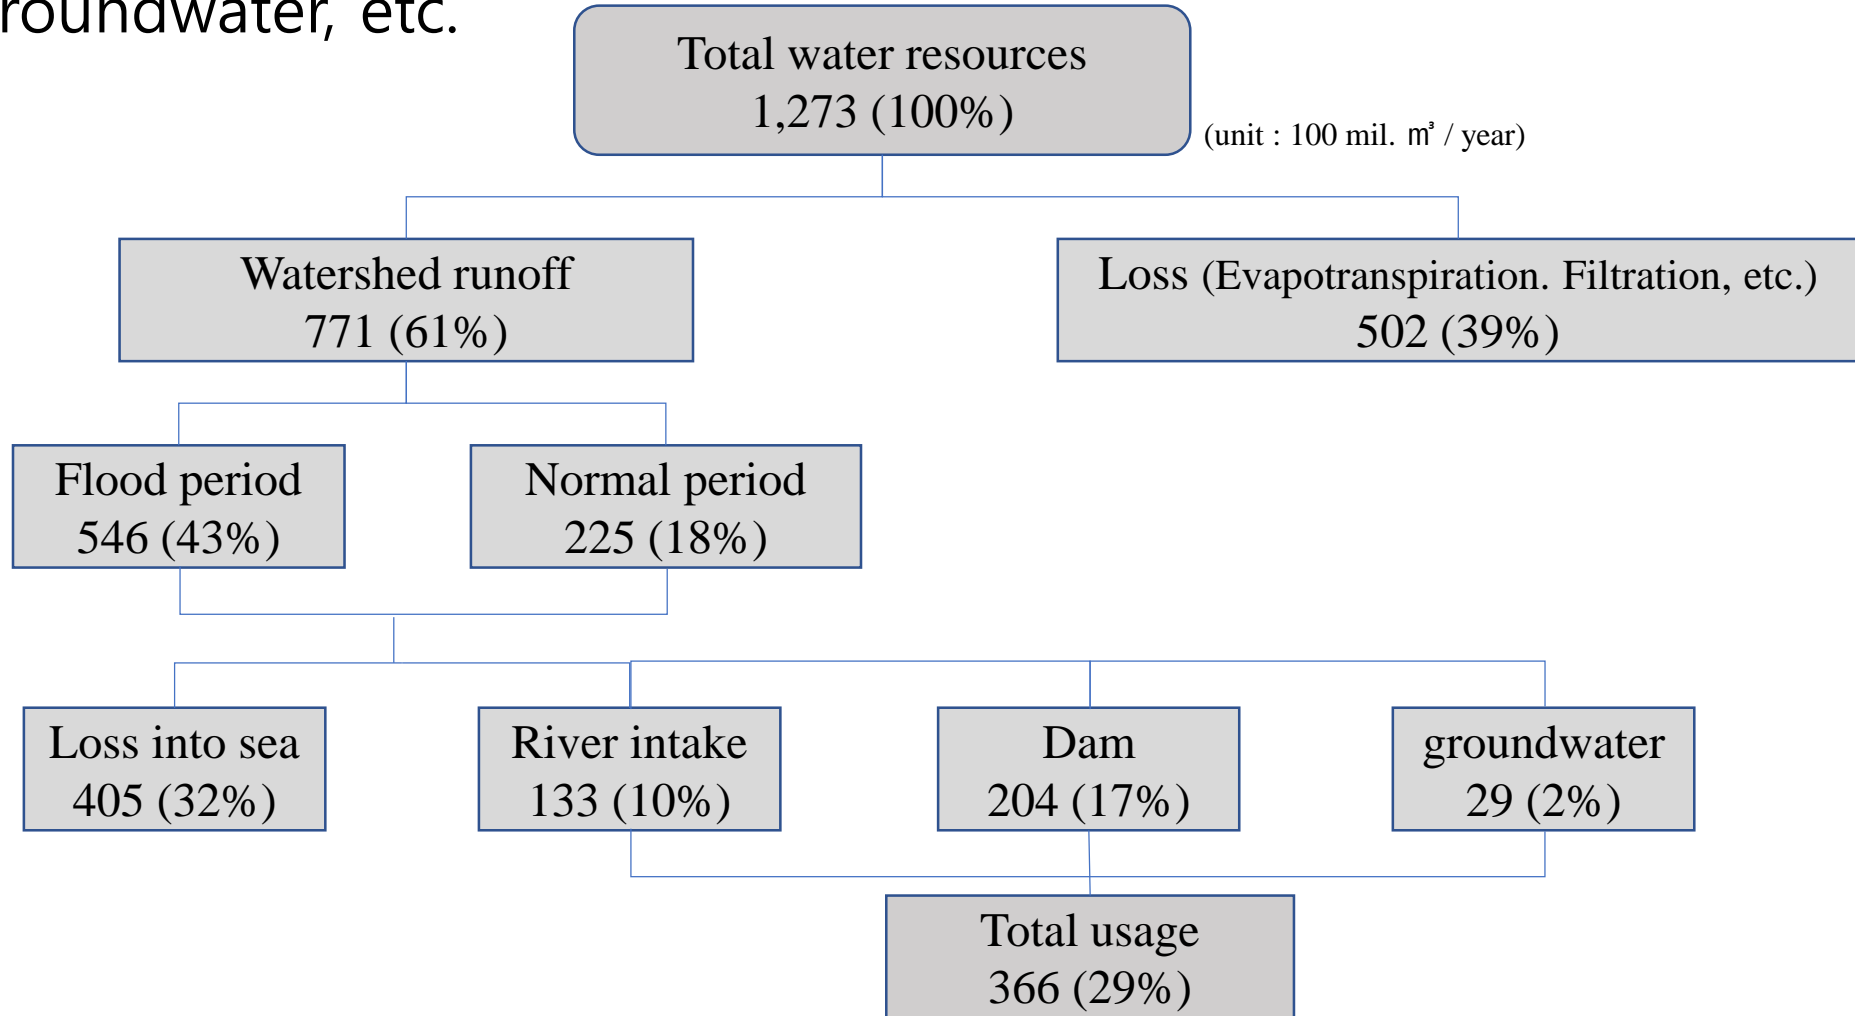 roundwater, etc.
Total water resources
1,273 (100%)
(unit : 100 mil. ㎥ / year)
Watershed runoff
771 (61%)
Loss (Evapotranspiration. Filtration, etc.)
502 (39%)
Flood period
546 (43%)
Normal period
225 (18%)
Loss into sea
405 (32%)
River intake
133 (10%)
Dam
204 (17%)
groundwater
29 (2%)
Total usage
366 (29%)